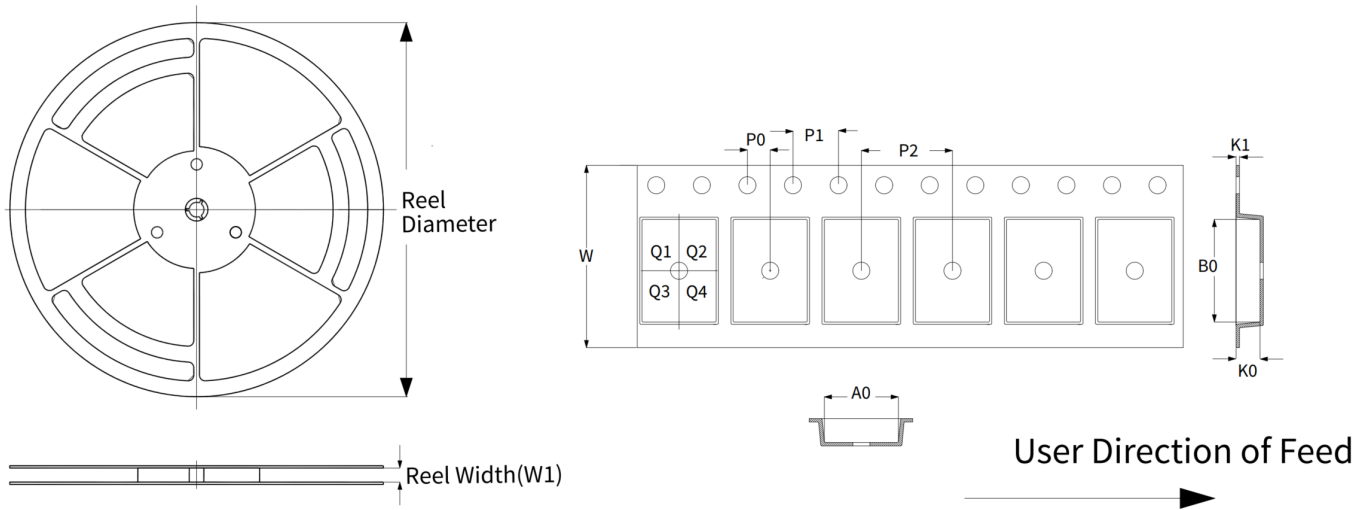 Reel
Diameter
Reel Width(W1)
P0
P1
P2
W
Q1 Q2
Q3 Q4
K1
B0
K0
A0
User Direction of Feed